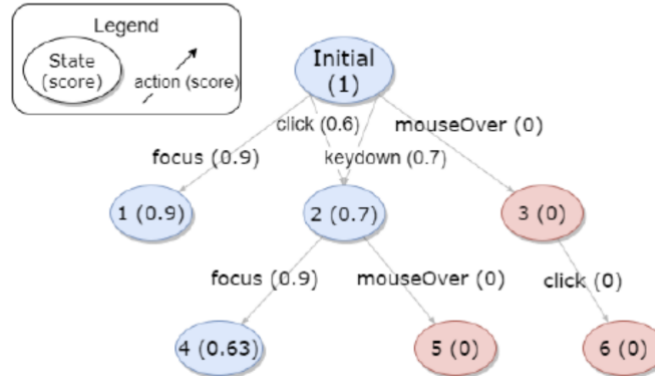 Legend
State
(score)
action (score)
Initial
(1)
click (0.6)
mouseOver (0)
focus (0.9)
keydown (0.7)
1 (0.9)
2 (0.7)
3 (0)
focus (0.9)
mouseOver (0)
click (0)
4 (0.63)
5 (0)
6 (0)